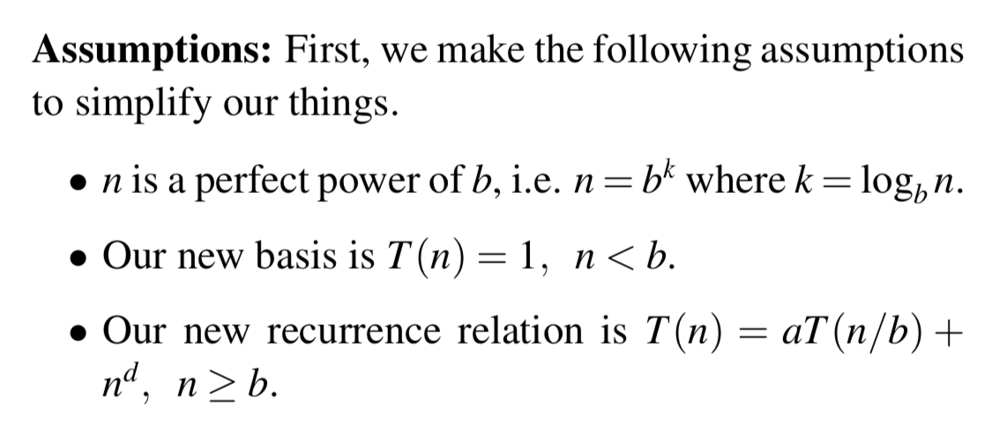 Assumptions: First, we make the following assumptions
to simplify our things.
• n is a perfect power of b, i.e. n = b^k where k = log_b n.
• Our new basis is T(n) = 1, n < b.
• Our new recurrence relation is T(n) = aT(n/b) +
n^d, n ≥ b.